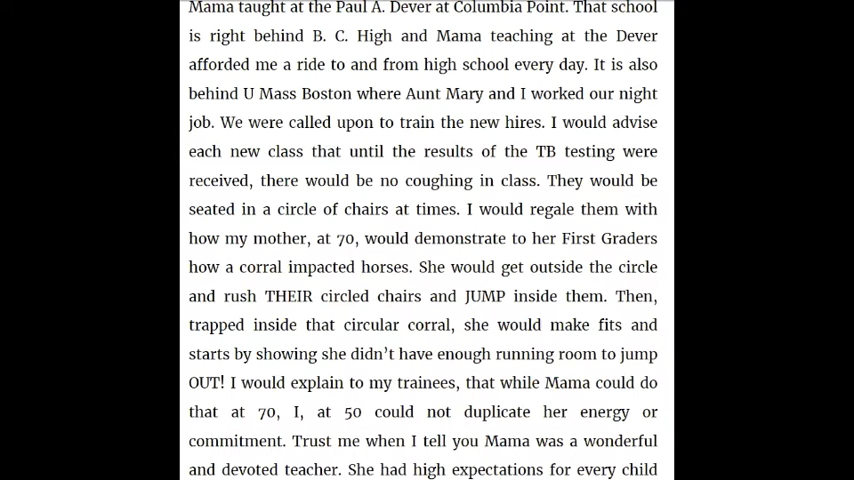 Mama taught at the Paul A. Dever at Columbia Point. That school
is right behind B. C. High and Mama teaching at the Dever
afforded me a ride to and from high school every day. It is also
behind U Mass Boston where Aunt Mary and I worked our night
job. We were called upon to train the new hires. I would advise
each new class that until the results of the TB testing were
received, there would be no coughing in class. They would be
seated in a circle of chairs at times. I would regale them with
how my mother, at 70, would demonstrate to her First Graders
how a corral impacted horses. She would get outside the circle
and rush THEIR circled chairs and JUMP inside them. Then,
trapped inside that circular corral, she would make fits and
starts by showing she didn’t have enough running room to jump
OUT! I would explain to my trainees, that while Mama could do
that at 70, I, at 50 could not duplicate her energy or
commitment. Trust me when I tell you Mama was a wonderful
and devoted teacher. She had high expectations for every child